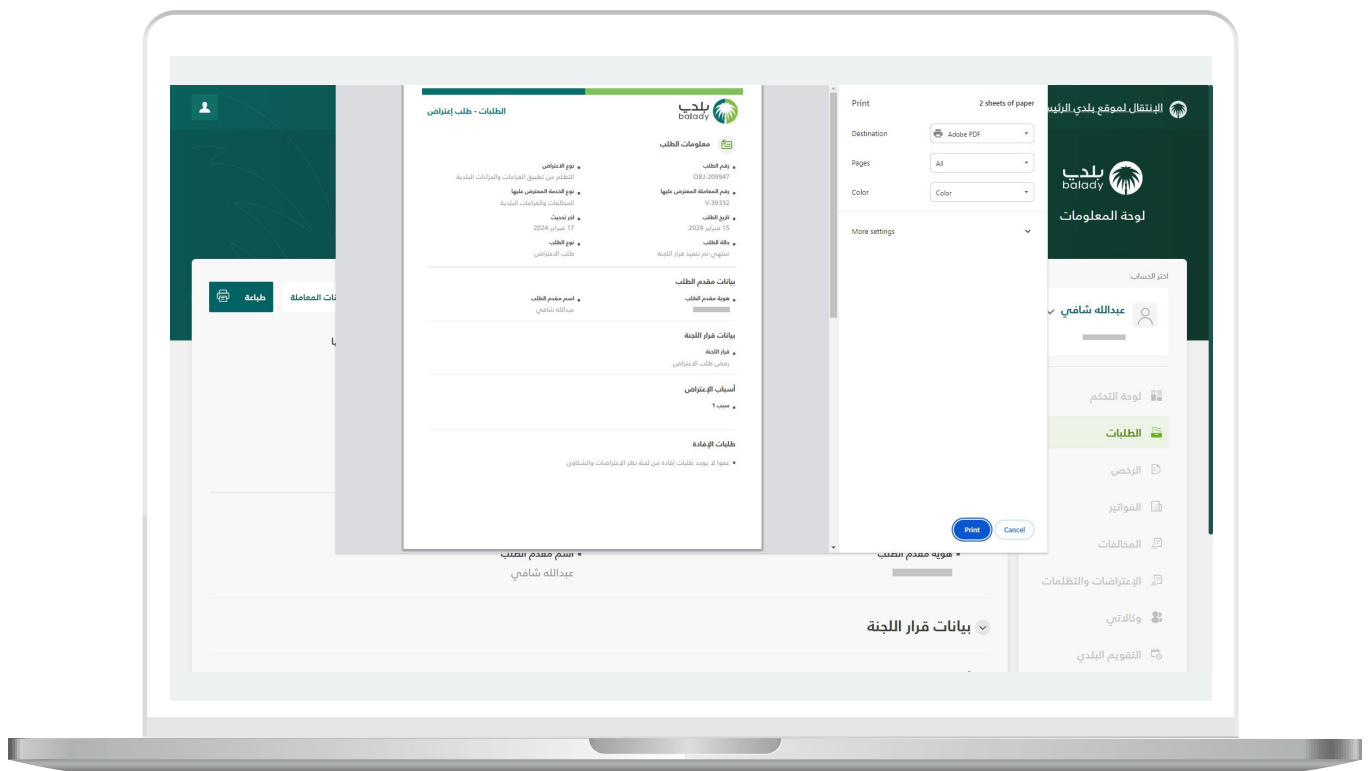 الإنتقال لموقع بلدي الرئيس
بلدي
balady
لوحة المعلومات
اختر الحساب:
عبدالله شافي
لوحة التحكم
الطلبات
الرخص
الفواتير
المخالفات
الإعتراضات والتظلمات
وكالاتي
التقويم البلدي
Print
2 sheets of paper
Destination
Adobe PDF
Pages
All
Color
Color
More settings
Print
Cancel
بلدي
balady
الطلبات - طلب إعتراض
معلومات الطلب
رقم الطلب
OBJ-209947
نوع الاعتراض
التظلم من تطبيق الغرامات والجزاءات البلدية
رقم المعاملة المعترض عليها
V-39332
نوع الخدمة المعترض عليها
المخالفات والغرامات البلدية
تاريخ الطلب
15 فبراير 2024
اخر تحديث
17 فبراير 2024
حالة الطلب
منتهي-تم تنفيذ قرار اللجنة
نوع الطلب
طلب الاعتراض
بيانات مقدم الطلب
هوية مقدم الطلب
اسم مقدم الطلب
عبدالله شافي
بيانات قرار اللجنة
قرار اللجنة
رفض طلب الاعتراض
أسباب الإعتراض
سبب 1
طلبات الإفادة
عفوا لا يوجد طلبات إفادة من لجنة نظر الإعتراضات والشكاوى
نات المعاملة
طباعة
هوية مقدم الطلب
اسم مقدم الطلب
عبدالله شافي
بيانات قرار اللجنة